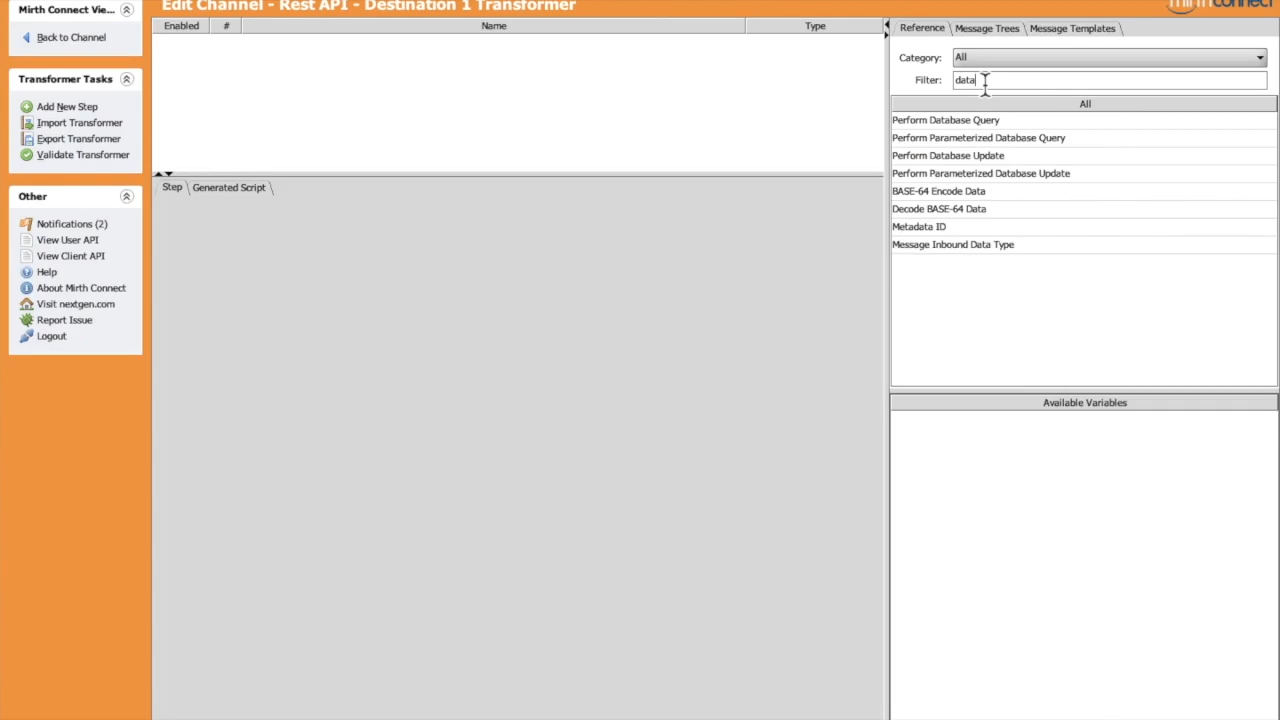 Edit Channel - Rest API - Destination 1 Transformer
mirth connect
Mirth Connect Vie...
Back to Channel
Transformer Tasks
Add New Step
Import Transformer
Export Transformer
Validate Transformer
Other
Notifications (2)
View User API
View Client API
Help
About Mirth Connect
Visit nextgen.com
Report Issue
Logout
Enabled # Name Type
Step Generated Script
Reference Message Trees Message Templates
Category: All
Filter: data
All
Perform Database Query
Perform Parameterized Database Query
Perform Database Update
Perform Parameterized Database Update
BASE-64 Encode Data
Decode BASE-64 Data
Metadata ID
Message Inbound Data Type
Available Variables